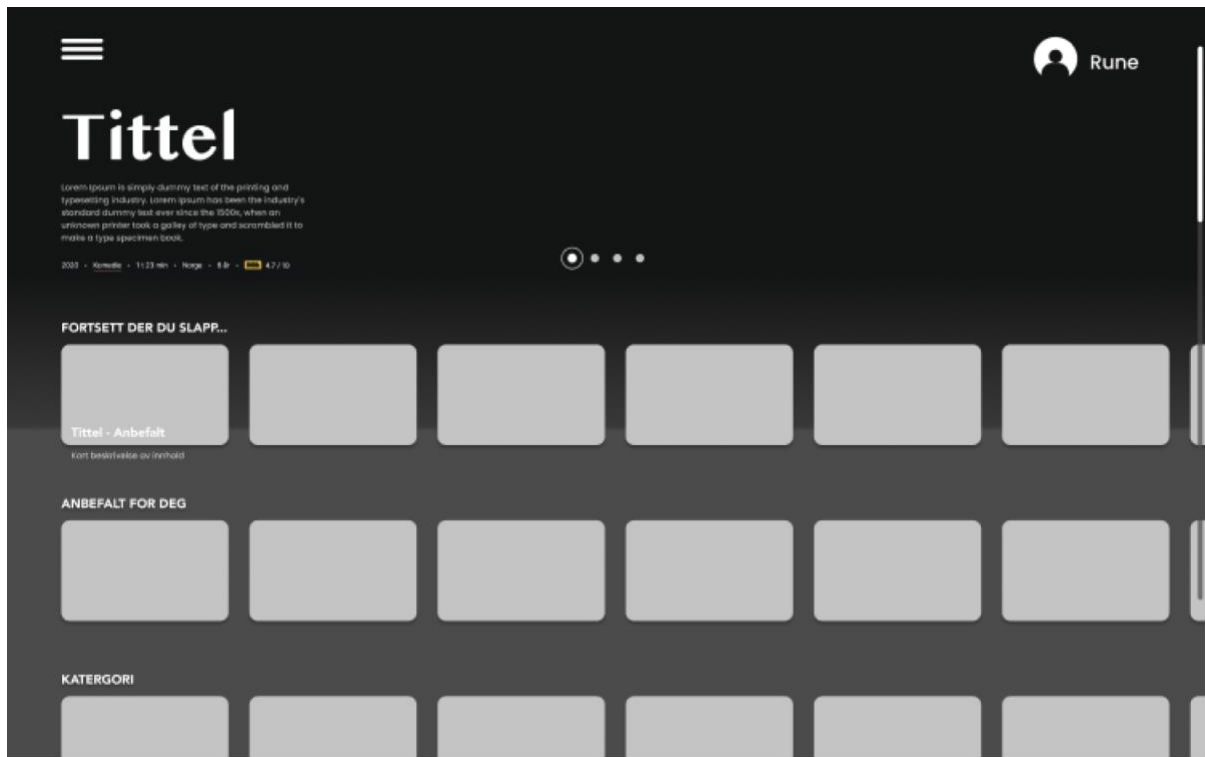 Rune
Tittel
Lorem Ipsum is simply dummy text of the printing and
typesetting industry. Lorem Ipsum has been the industry's
standard dummy text ever since the 1500s, when an
unknown printer took a galley of type and scrambled it to
make a type specimen book.
2020 • Komedie • 1t 23 min • Norge • 6 år • 4.7 / 10
FORTSETT DER DU SLAPP...
Tittel - Anbefalt
Kort beskrivelse av innhold
ANBEFALT FOR DEG
KATERGORI